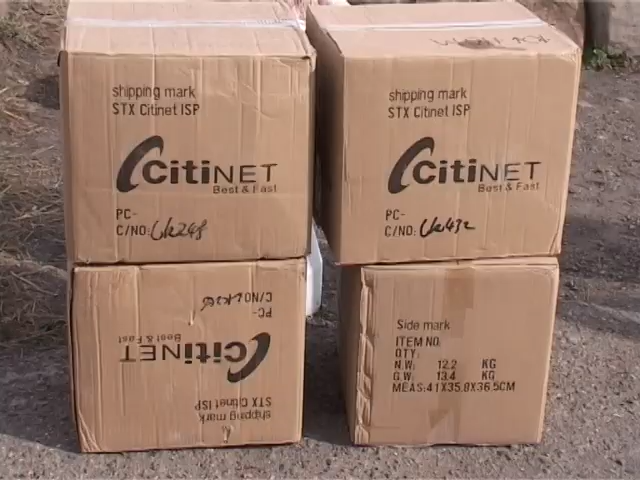 shipping mark
STX Citinet ISP
CitiNET
Best & Fast
PC-
C/NO:
shipping mark
STX Citinet ISP
CitiNET
Best & Fast
PC-
C/NO:
shipping mark
STX Citinet ISP
CitiNET
Best & Fast
PC-
C/NO:
Side mark
ITEM NO.
QTY:
N.W: 12.2 KG
G.W: 13.4 KG
MEAS:41X35.8X36.5CM